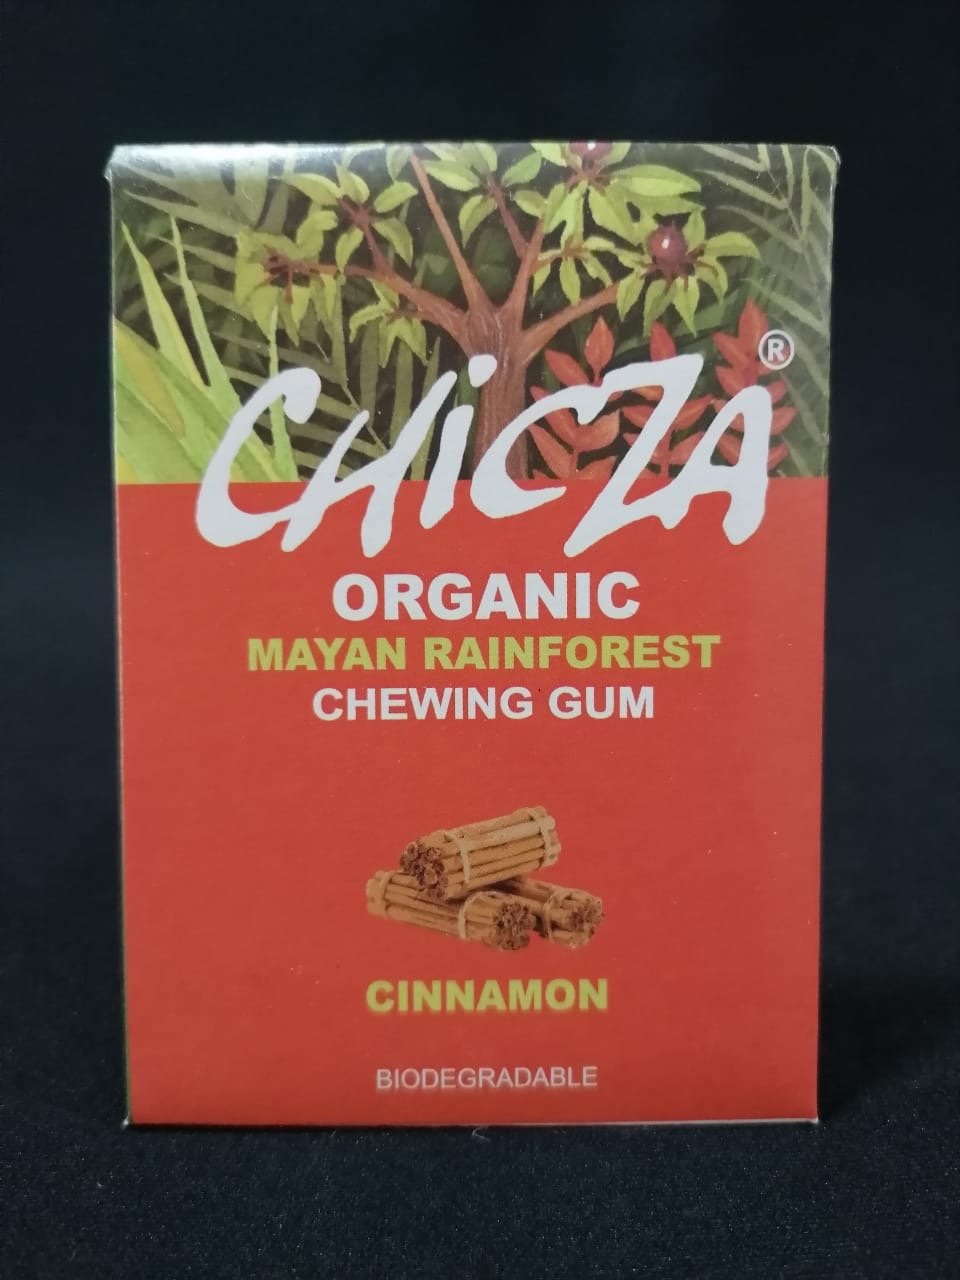 CHiCZA®
ORGANIC
MAYAN RAINFOREST
CHEWING GUM
CINNAMON
BIODEGRADABLE